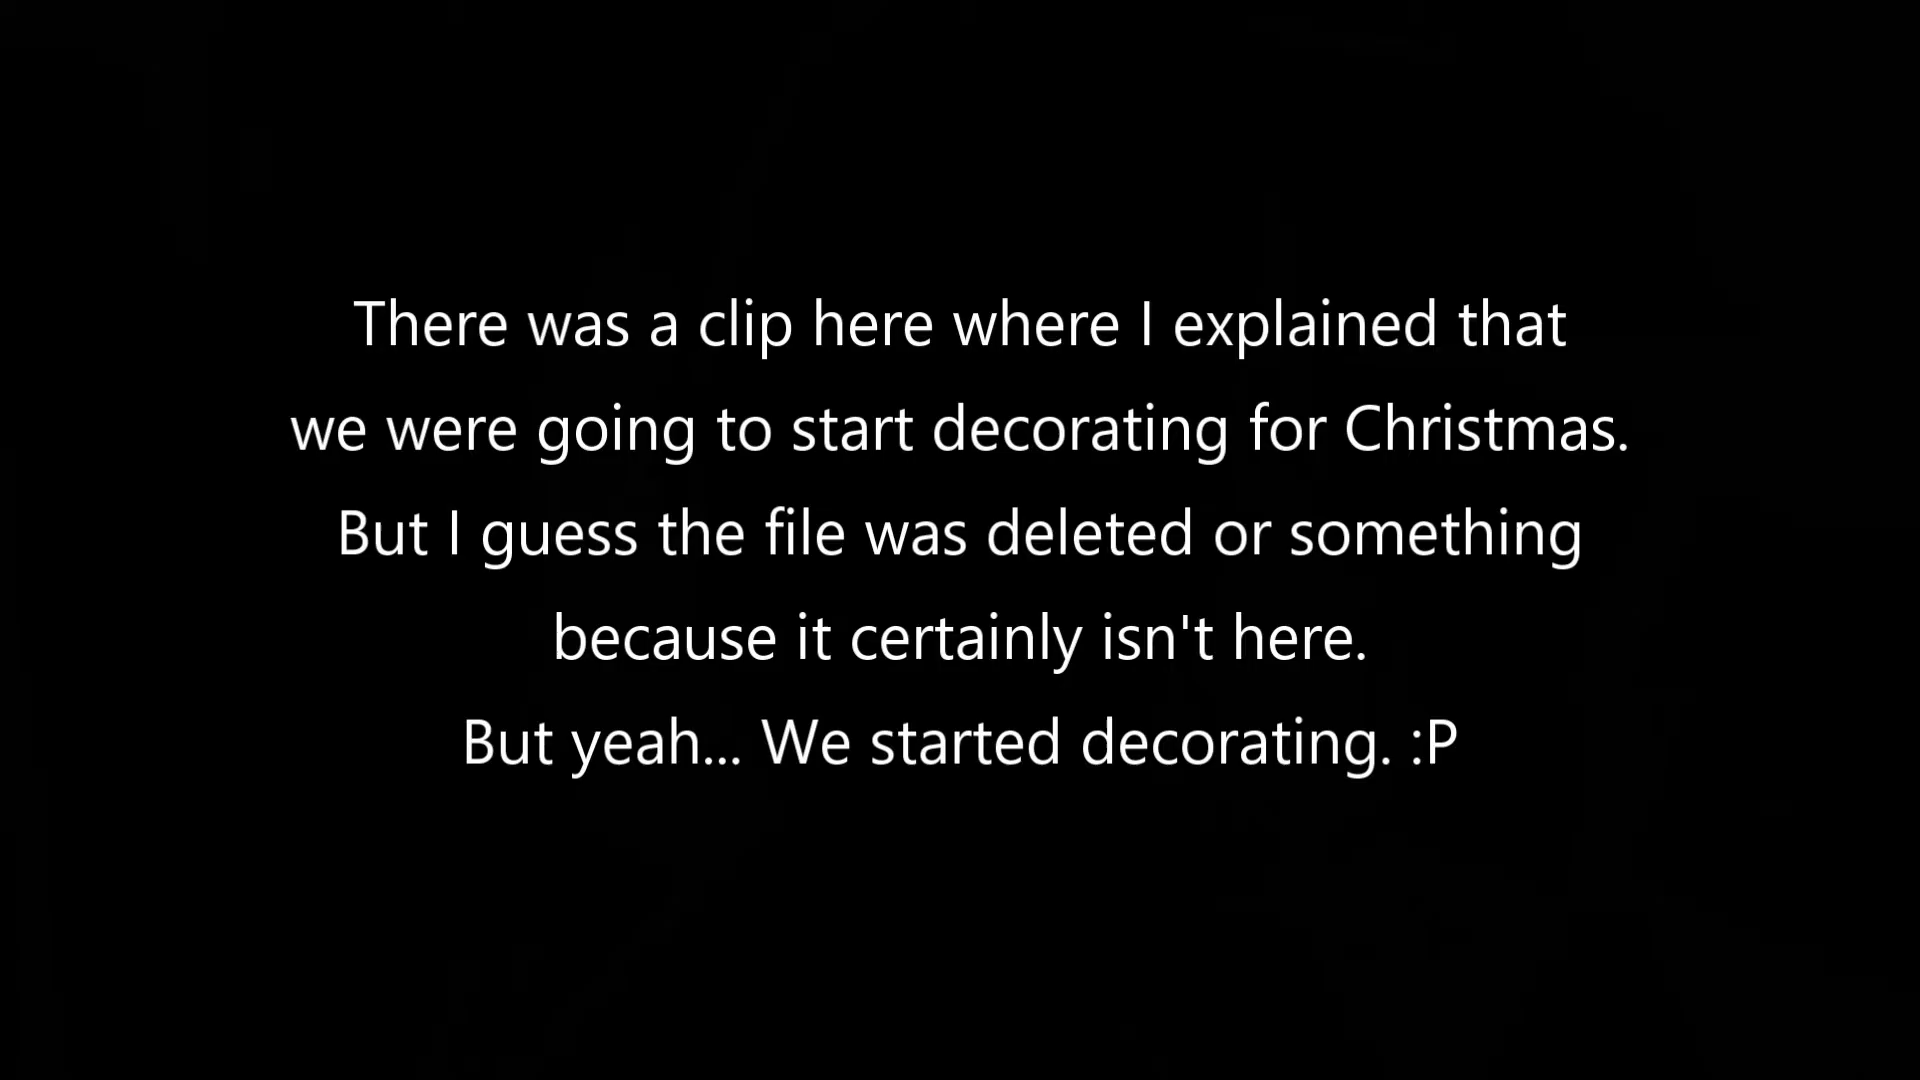 There was a clip here where I explained that
we were going to start decorating for Christmas.
But I guess the file was deleted or something
because it certainly isn't here.
But yeah... We started decorating. :P